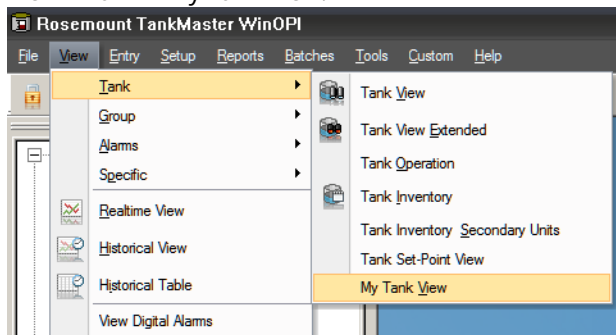 Rosemount TankMaster WinOPI
File View Entry Setup Reports Batches Tools Custom Help
Tank
Group
Alarms
Specific
Realtime View
Historical View
Historical Table
View Digital Alarms
Tank View
Tank View Extended
Tank Operation
Tank Inventory
Tank Inventory Secondary Units
Tank Set-Point View
My Tank View